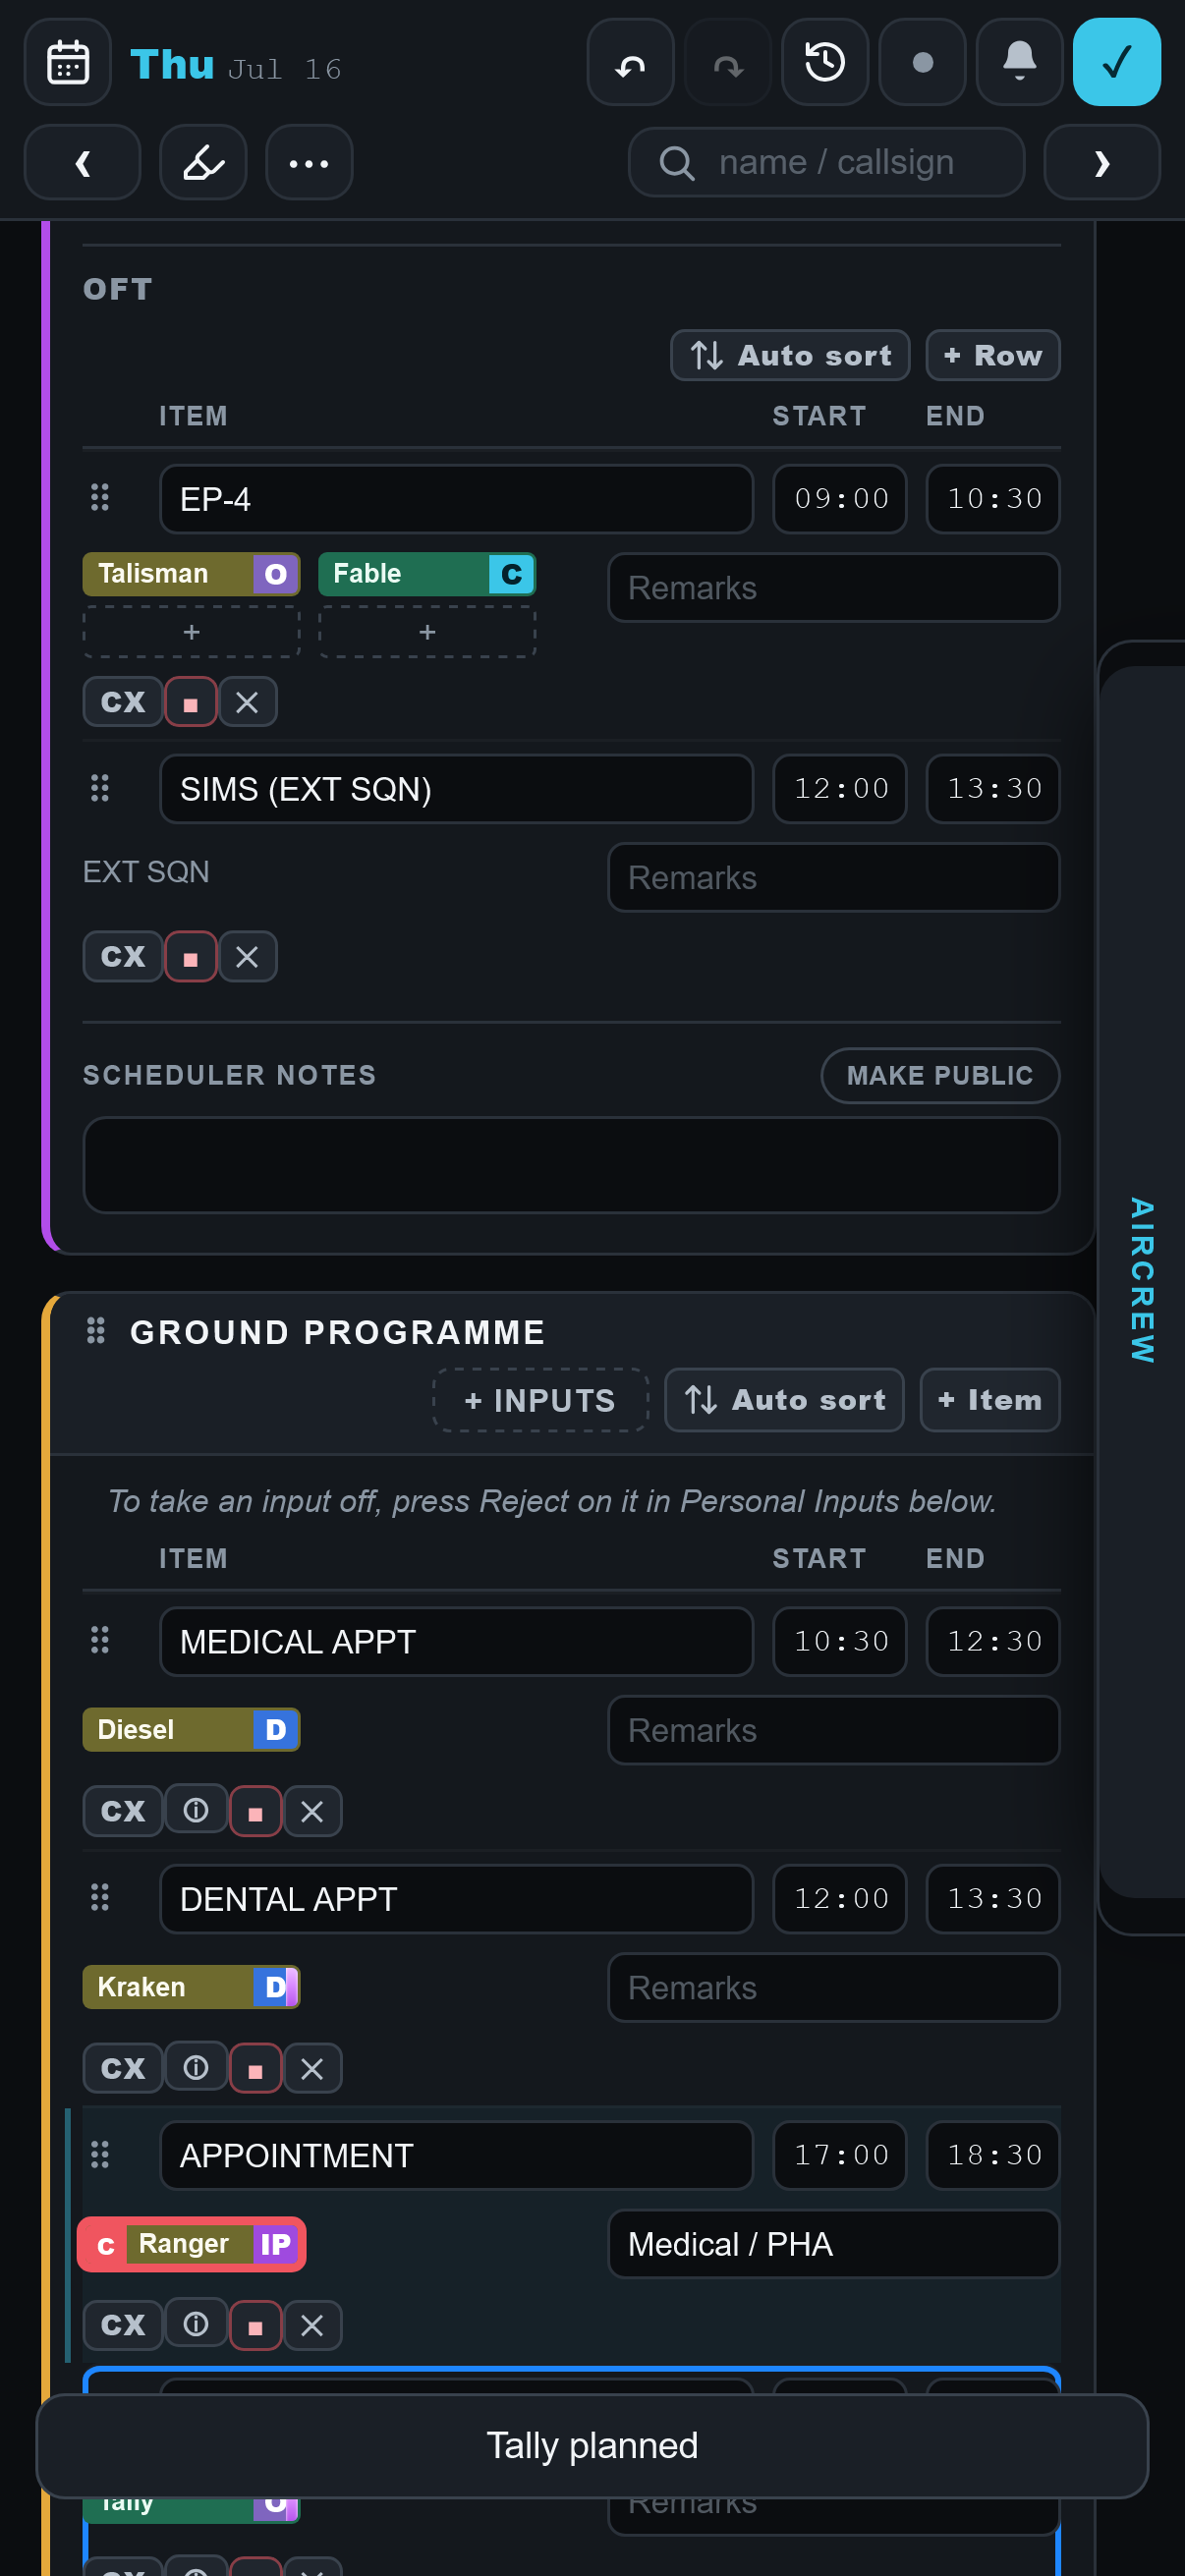 Thu Jul 16
name / callsign
OFT
Auto sort + Row
ITEM START END
EP-4 09:00 10:30
Talisman O Fable C Remarks
+ +
CX
SIMS (EXT SQN) 12:00 13:30
EXT SQN Remarks
CX
SCHEDULER NOTES MAKE PUBLIC
AIRCREW
GROUND PROGRAMME
+ INPUTS Auto sort + Item
To take an input off, press Reject on it in Personal Inputs below.
ITEM START END
MEDICAL APPT 10:30 12:30
Diesel D Remarks
CX
DENTAL APPT 12:00 13:30
Kraken D Remarks
CX
APPOINTMENT 17:00 18:30
c Ranger IP Medical / PHA
CX
Tally planned
Tally Remarks
CX